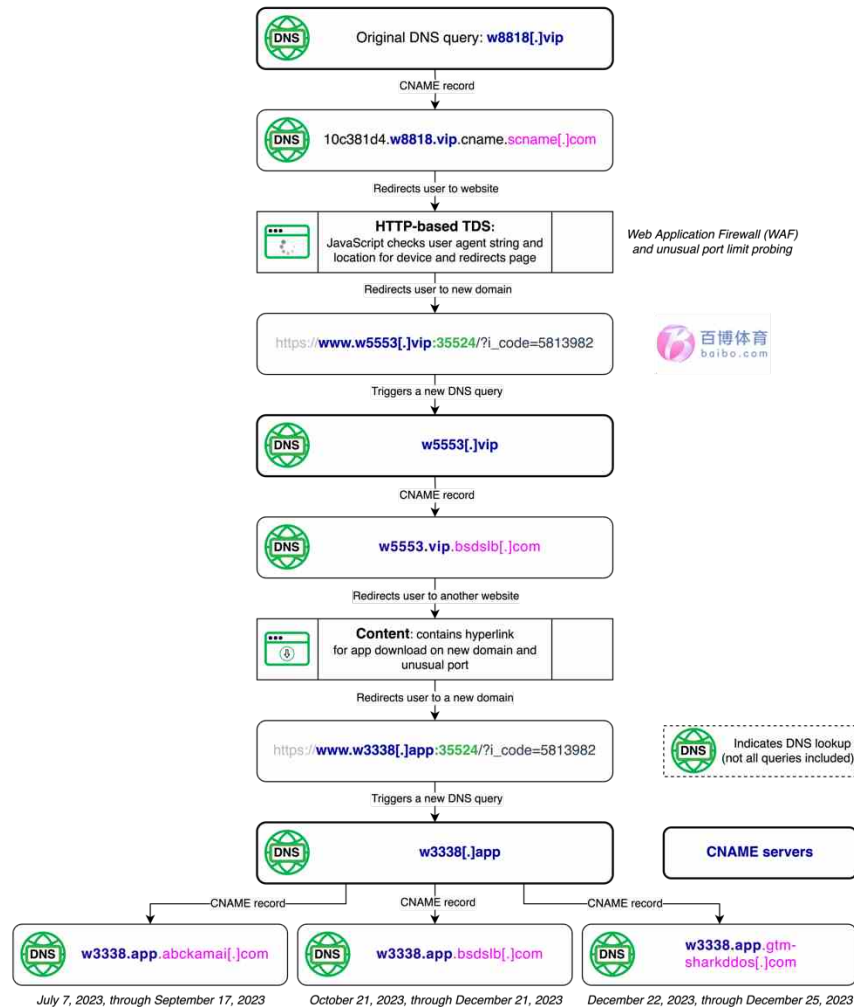 DNS
Original DNS query: w8818[.]vip
CNAME record
DNS
10c381d4.w8818.vip.cname.scname[.]com
Redirects user to website
HTTP-based TDS:
JavaScript checks user agent string and
location for device and redirects page
Web Application Firewall (WAF)
and unusual port limit probing
Redirects user to new domain
https://www.w5553[.]vip:35524/?i_code=5813982
百博体育
baibo.com
Triggers a new DNS query
DNS
w5553[.]vip
CNAME record
DNS
w5553.vip.bsdslb[.]com
Redirects user to another website
Content: contains hyperlink
for app download on new domain and
unusual port
Redirects user to a new domain
https://www.w3338[.]app:35524/?i_code=5813982
DNS
Indicates DNS lookup
(not all queries included)
Triggers a new DNS query
DNS
w3338[.]app
CNAME servers
CNAME record
CNAME record
CNAME record
DNS
w3338.app.abckamai[.]com
DNS
w3338.app.bsdslb[.]com
DNS
w3338.app.gtm-
sharkddos[.]com
July 7, 2023, through September 17, 2023
October 21, 2023, through December 21, 2023
December 22, 2023, through December 25, 2023